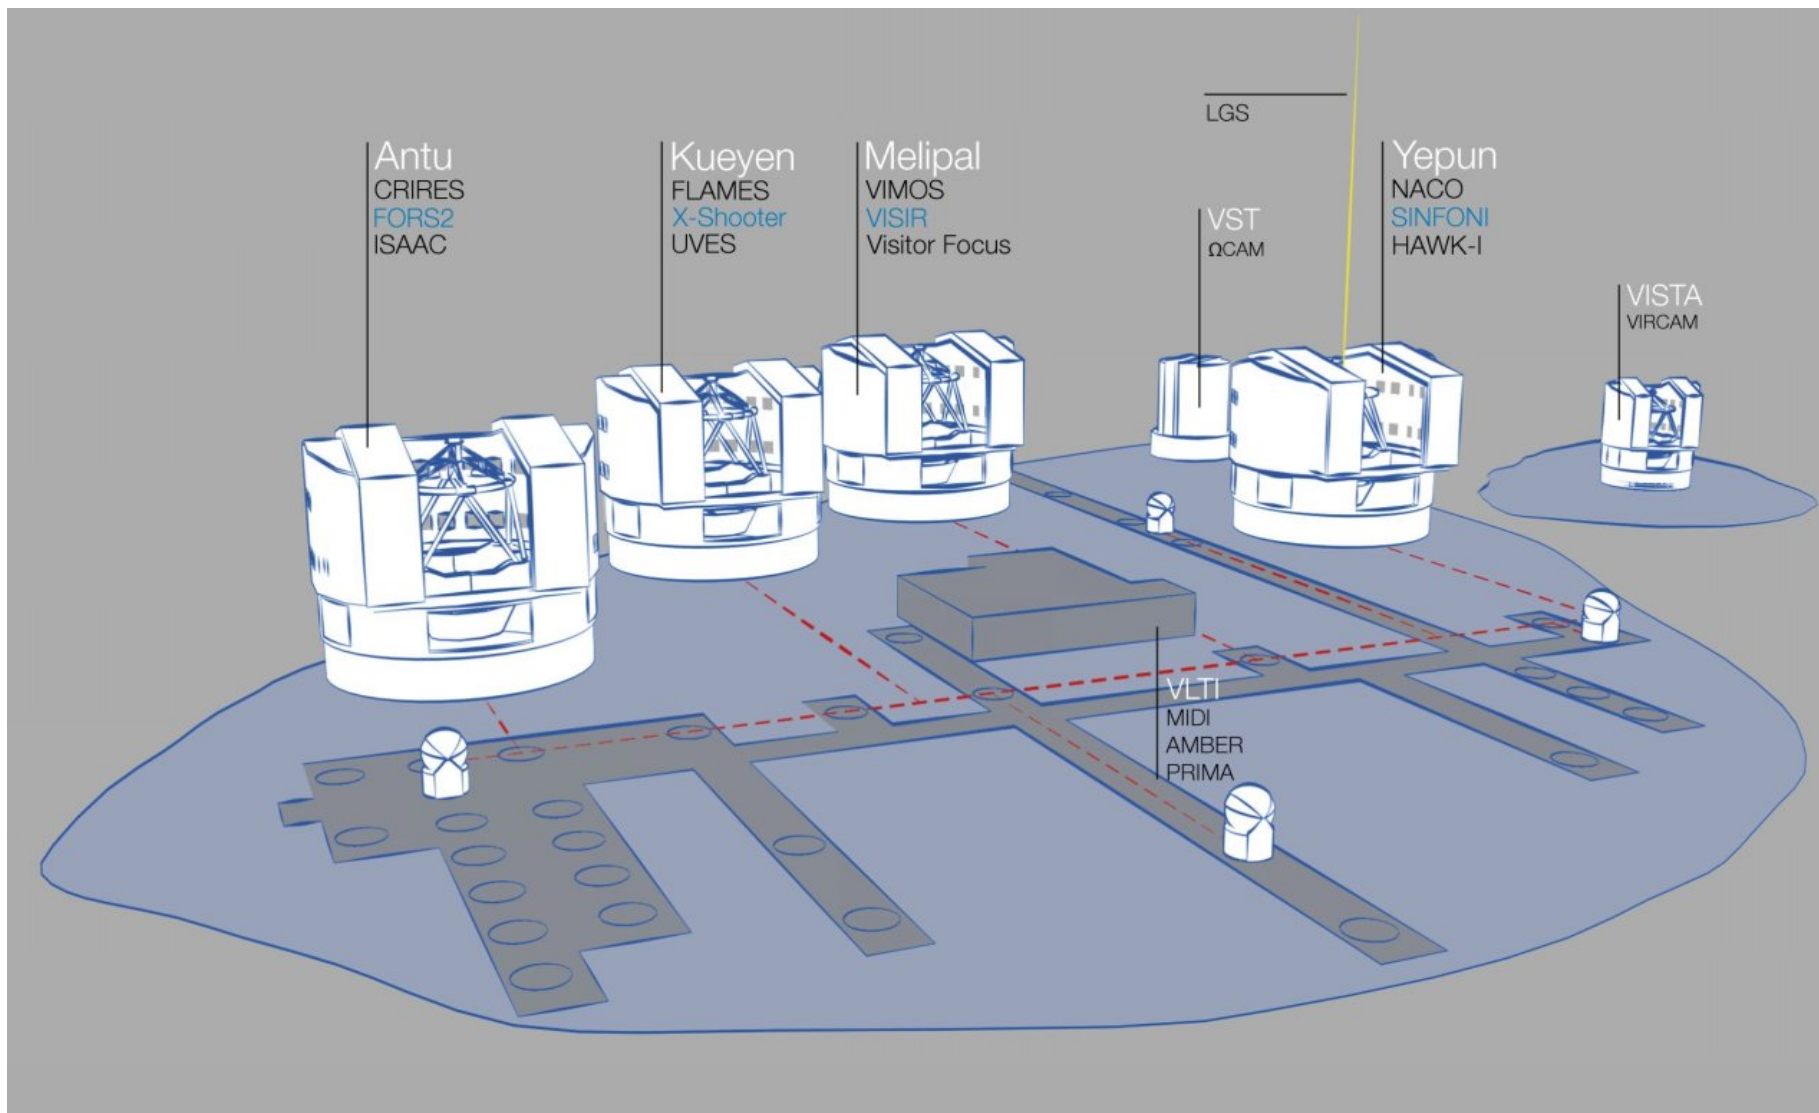 LGS
Antu
CRIRES
FORS2
ISAAC
Kueyen
FLAMES
X-Shooter
UVES
Melipal
VIMOS
VISIR
Visitor Focus
VST
ΩCAM
Yepun
NACO
SINFONI
HAWK-I
VISTA
VIRCAM
VLTI
MIDI
AMBER
PRIMA